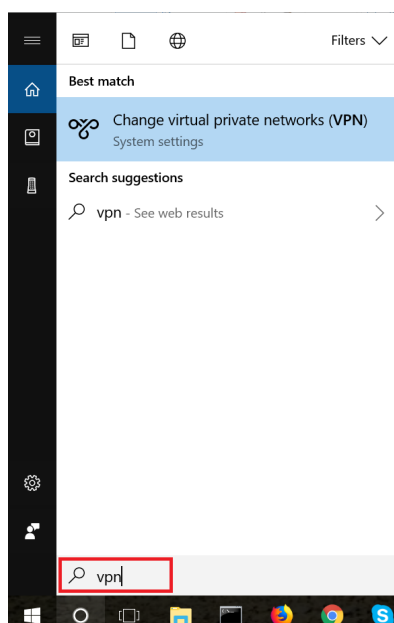 Filters
Best match
Change virtual private networks (VPN)
System settings
Search suggestions
vpn - See web results
vpn